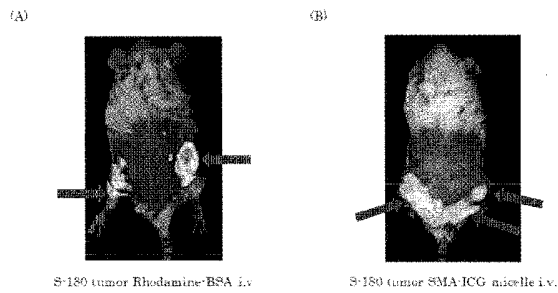 (A)
(B)
S-180 tumor Rhodamine-BSA i.v
S-180 tumor SMA-ICG micelle i.v.